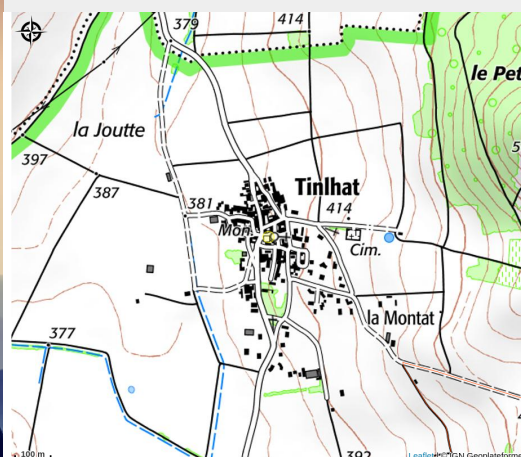 379
414
le Pet
la Joutte
397
387
Tinlhat
381
414
Mon.
Cim.
la Montat
377
100 m
392
Leaflet | © IGN Geoplateforme